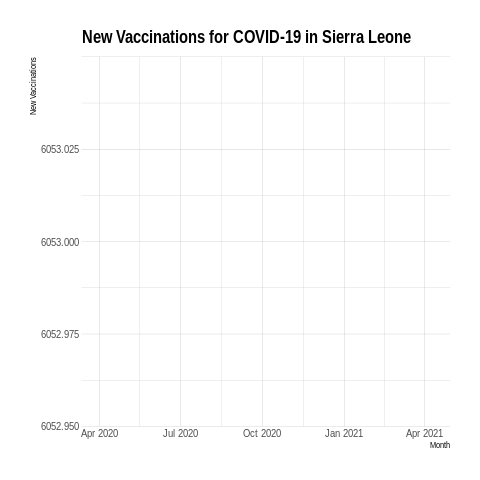 New Vaccinations for COVID-19 in Sierra Leone
New Vaccinations
6053.025
6053.000
6052.975
6052.950
Apr 2020 Jul 2020 Oct 2020 Jan 2021 Apr 2021
Month